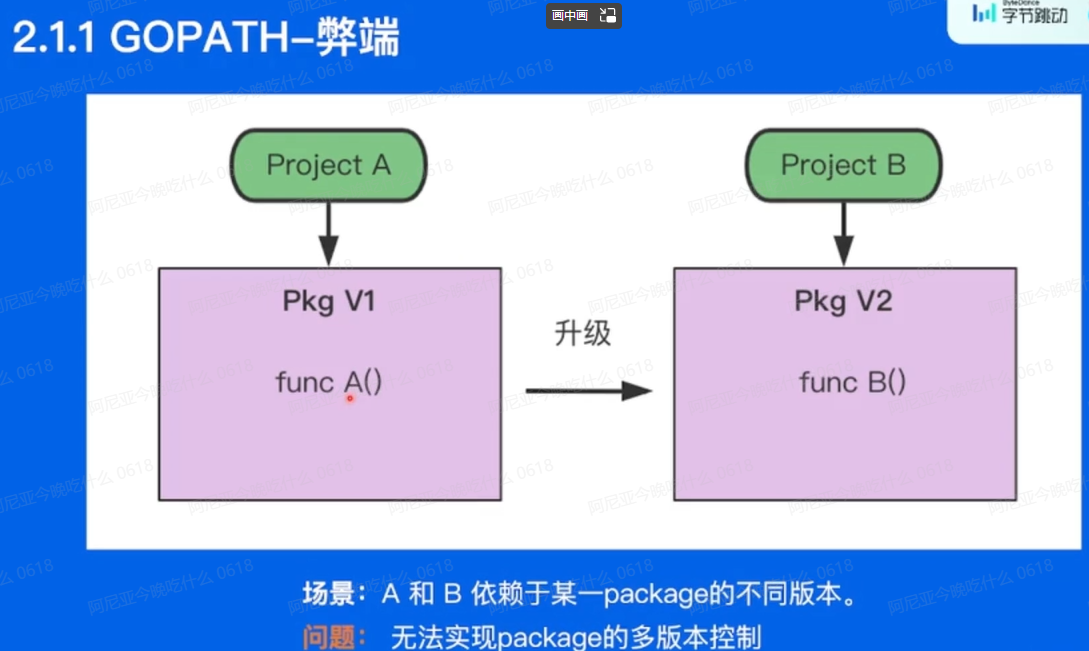 画中画
2.1.1 GOPATH-弊端
ByteDance
字节跳动
Project A
Project B
Pkg V1
Pkg V2
升级
func A()
func B()
场景：A 和 B 依赖于某一package的不同版本。
问题： 无法实现package的多版本控制
阿尼亚今晚吃什么 0618